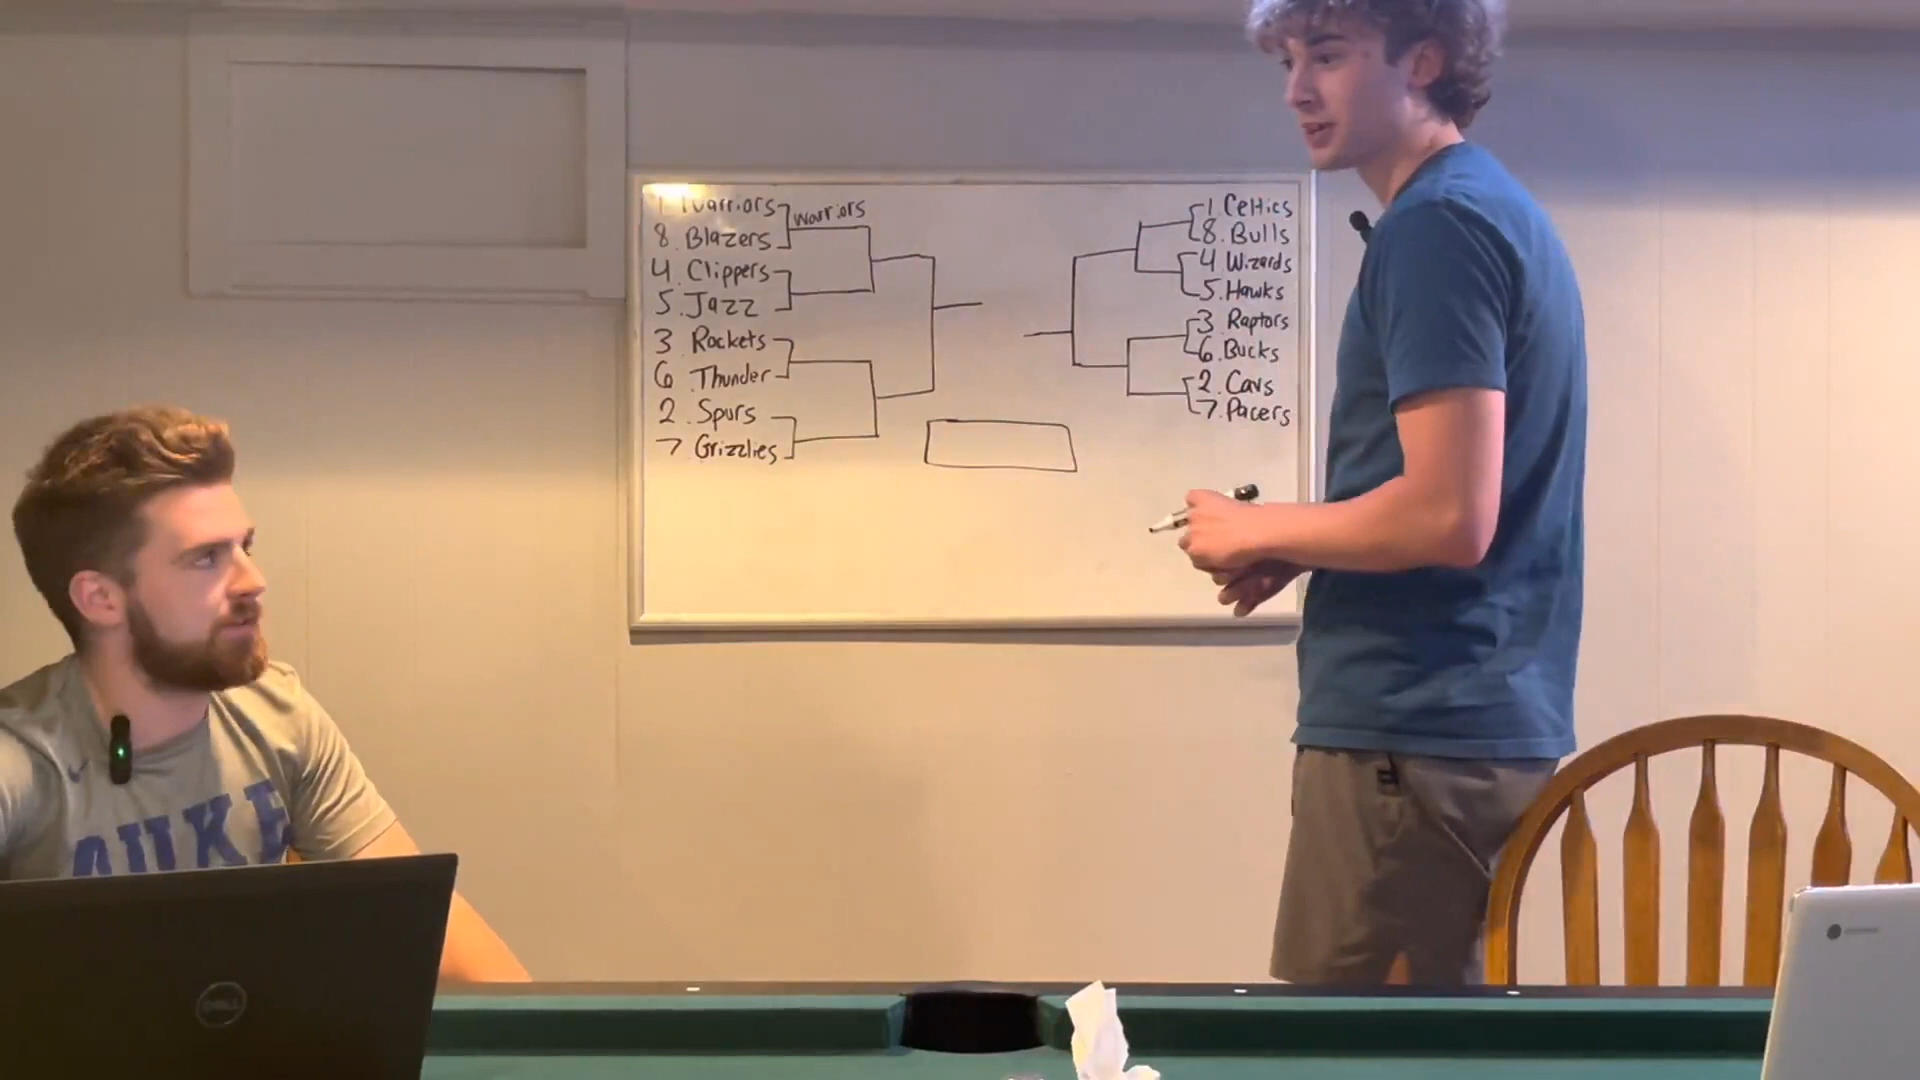 1. Warriors
Warriors
8. Blazers
4. Clippers
5. Jazz
3 Rockets
6. Thunder
2. Spurs
7 Grizzlies
1. Celtics
8. Bulls
4 Wizards
5. Hawks
3 Raptors
6. Bucks
2. Cavs
7. Pacers
DUKE
DELL